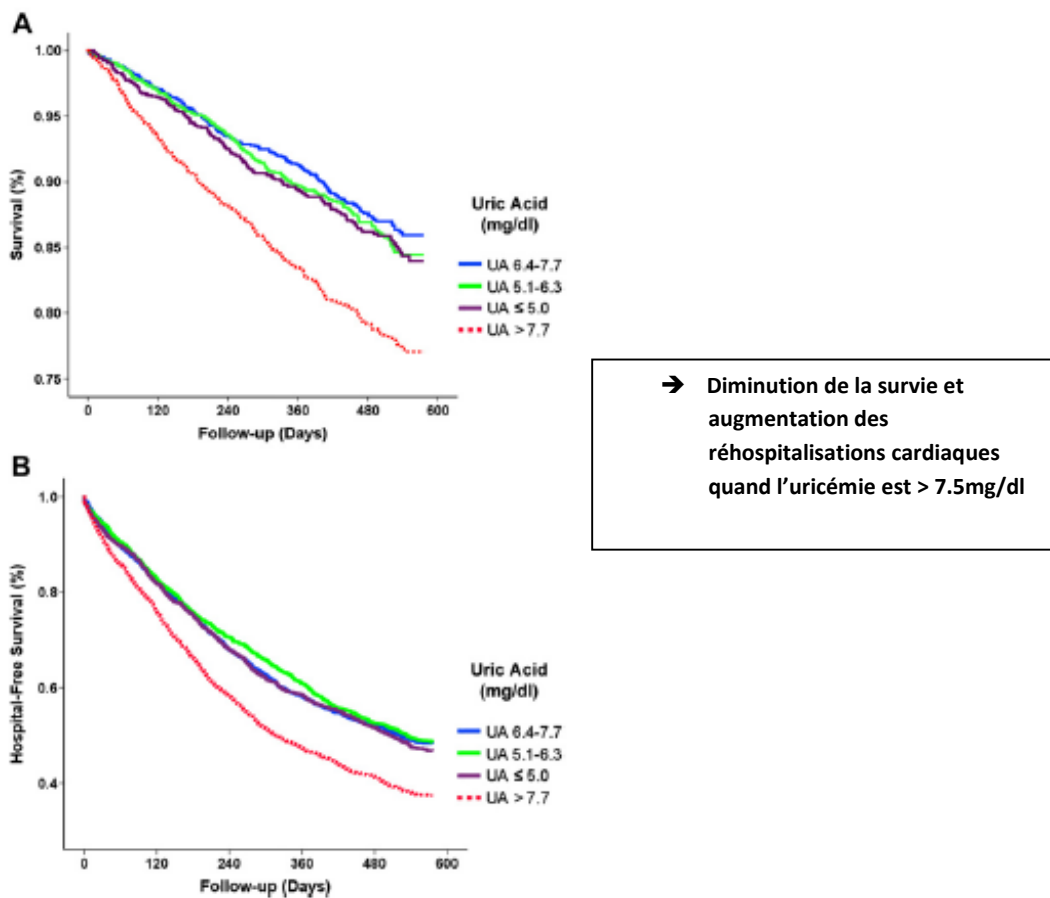 A
1.00
0.95
0.90
0.85
0.80
0.75
Survival (%)
0 120 240 360 480 600
Follow-up (Days)
Uric Acid
(mg/dl)
UA 6.4-7.7
UA 5.1-6.3
UA ≤ 5.0
UA > 7.7
➔ Diminution de la survie et
augmentation des
réhospitalisations cardiaques
quand l’uricémie est > 7.5mg/dl
B
1.0
0.8
0.6
0.4
Hospital-Free Survival (%)
0 120 240 360 480 600
Follow-up (Days)
Uric Acid
(mg/dl)
UA 6.4-7.7
UA 5.1-6.3
UA ≤ 5.0
UA > 7.7